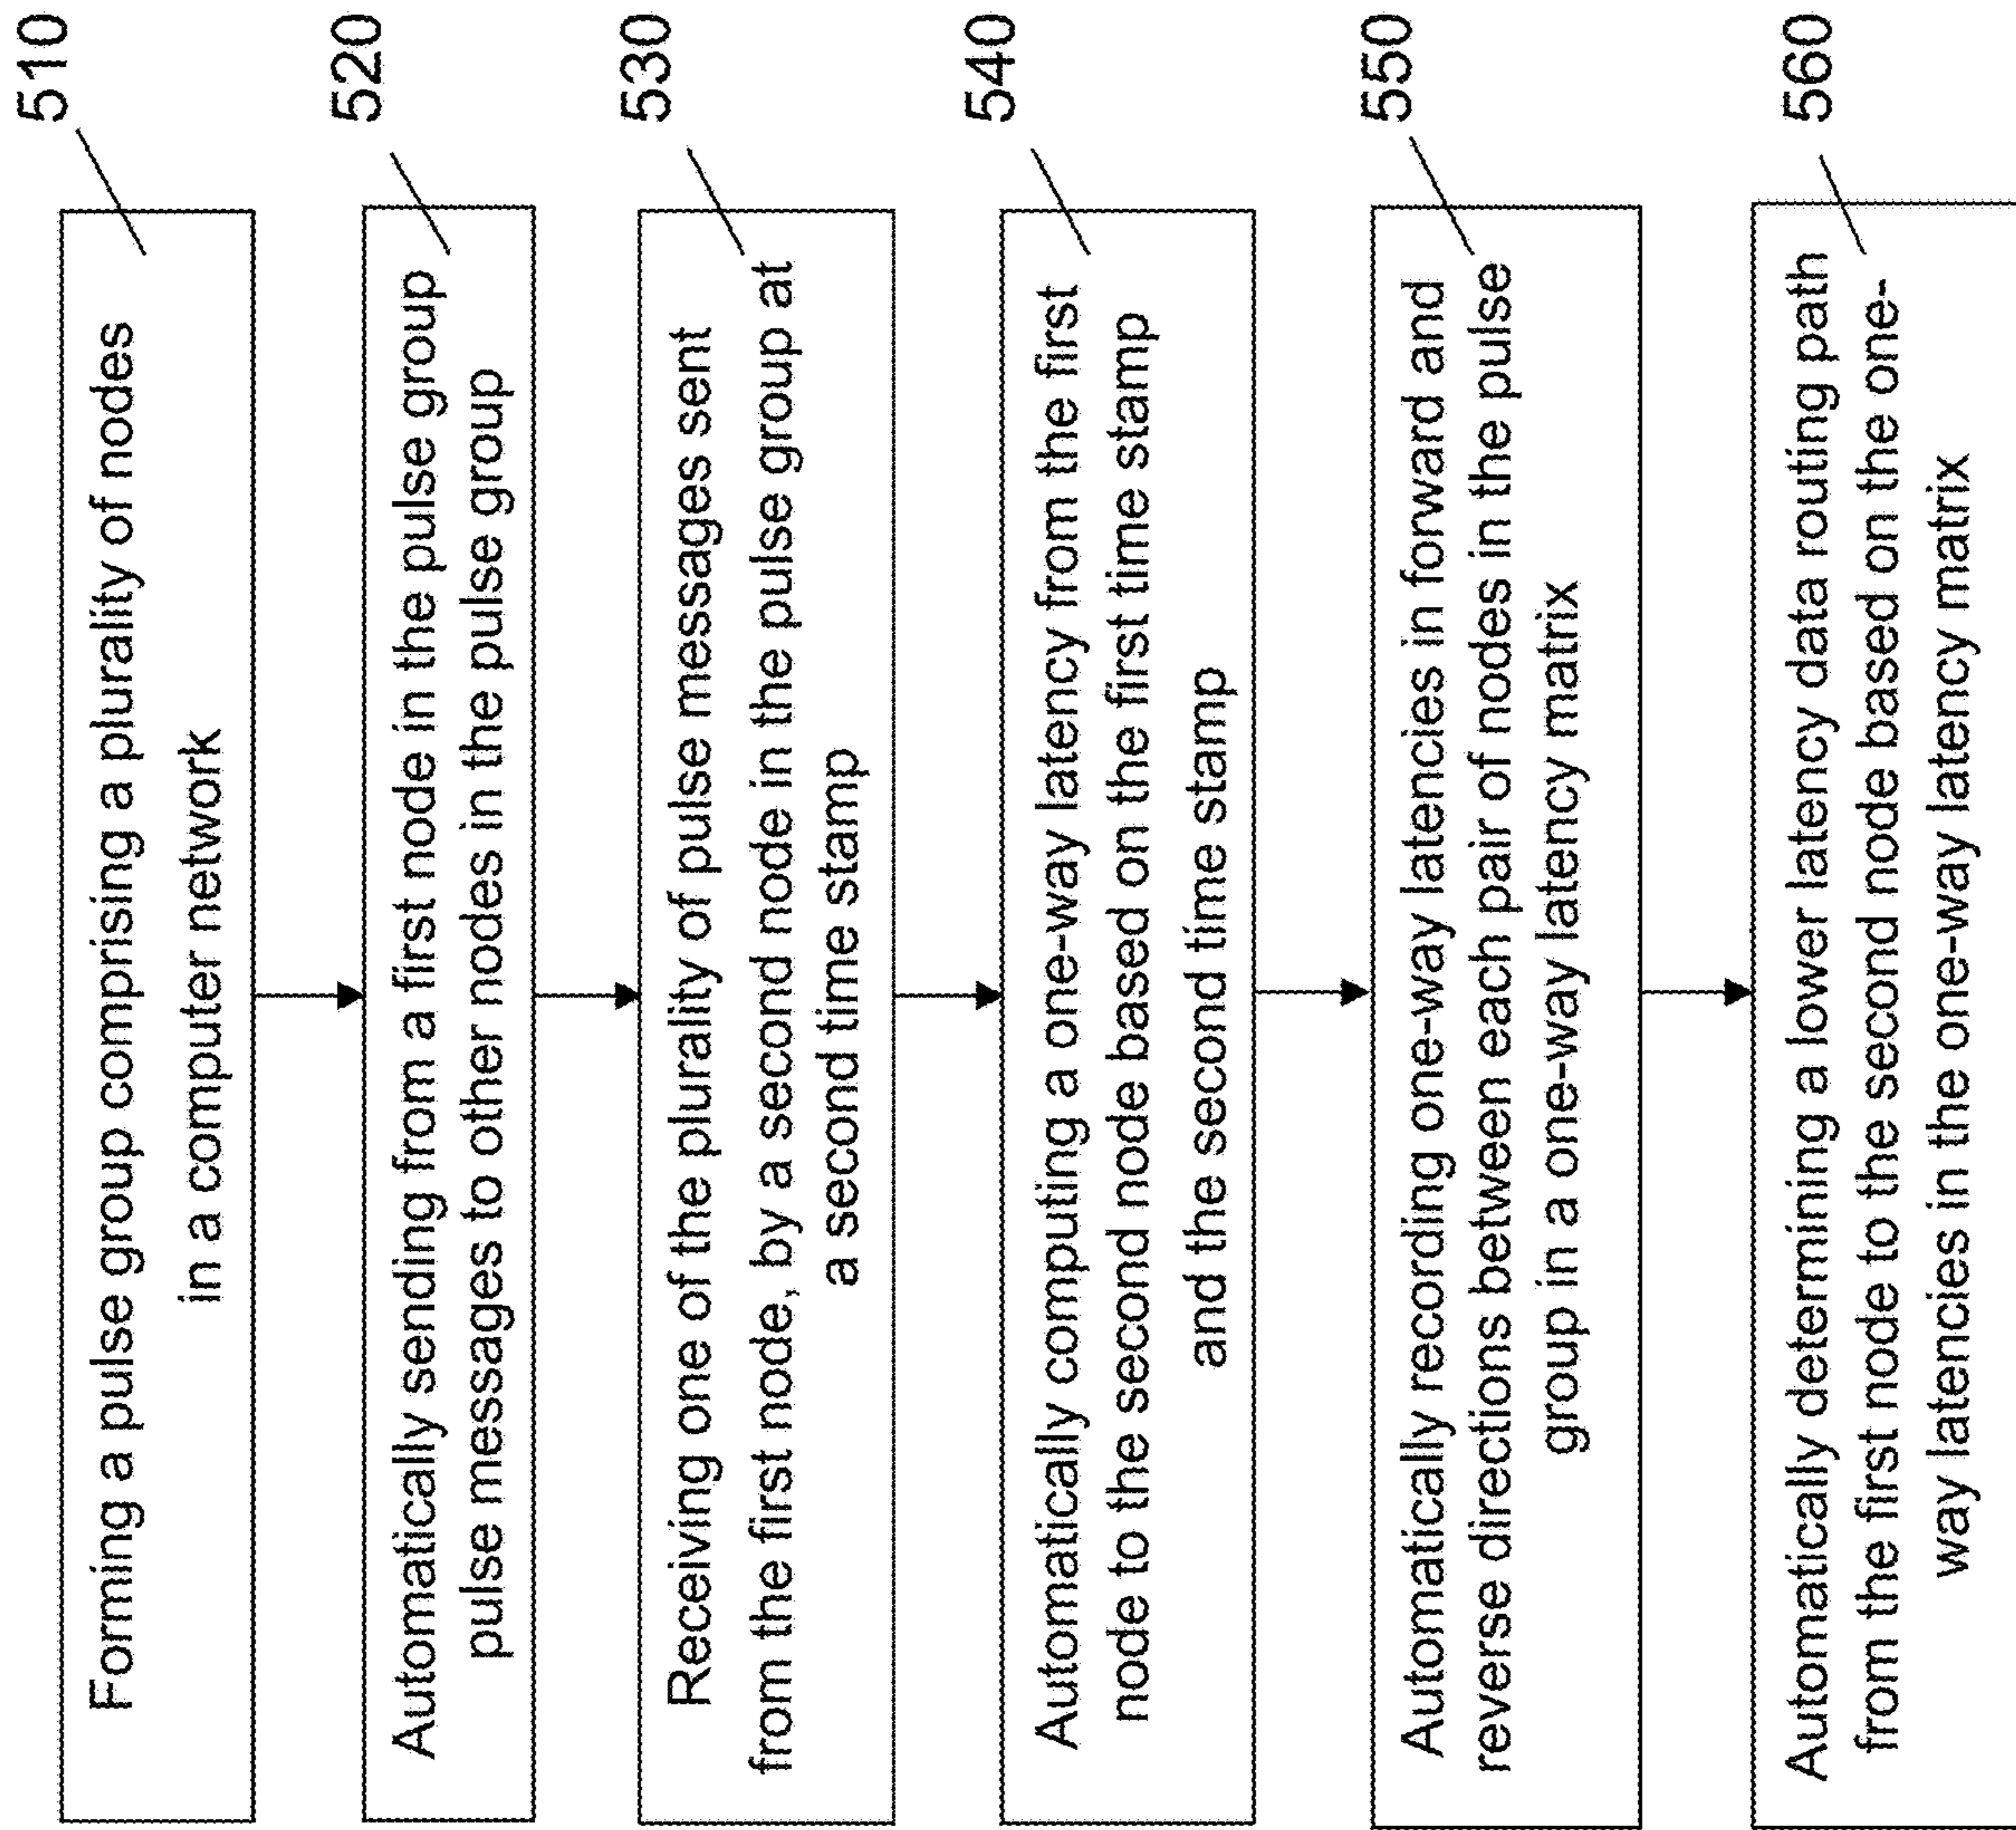 510
Forming a pulse group comprising a plurality of nodes
in a computer network
520
Automatically sending from a first node in the pulse group
pulse messages to other nodes in the pulse group
530
Receiving one of the plurality of pulse messages sent
from the first node, by a second node in the pulse group at
a second time stamp
540
Automatically computing a one-way latency from the first
node to the second node based on the first time stamp
and the second time stamp
550
Automatically recording one-way latencies in forward and
reverse directions between each pair of nodes in the pulse
group in a one-way latency matrix
560
Automatically determining a lower latency data routing path
from the first node to the second node based on the one-
way latencies in the one-way latency matrix